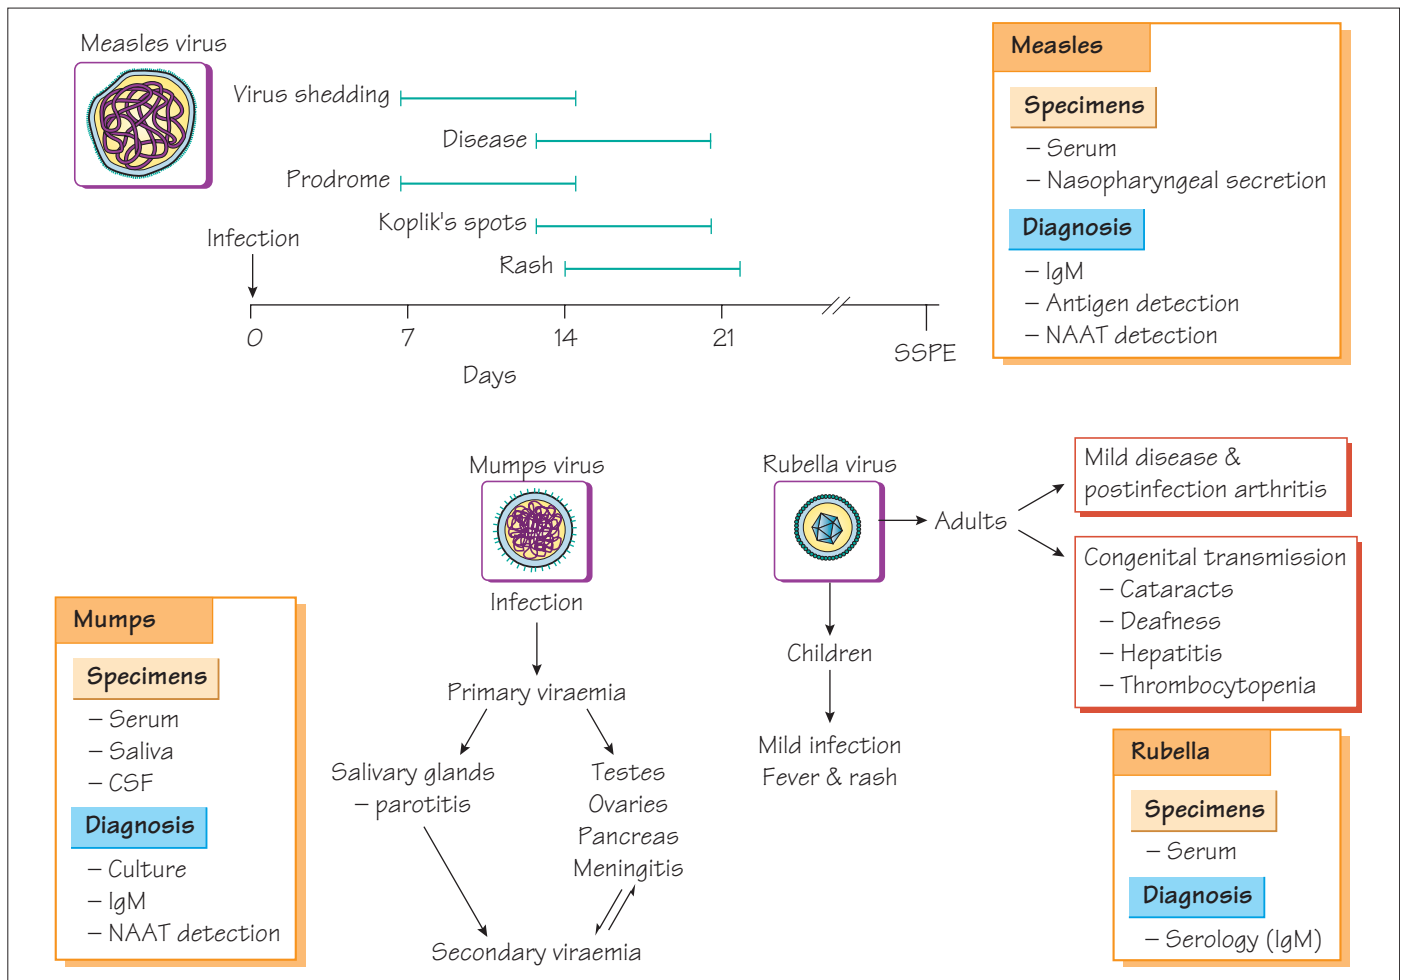 Measles virus
Virus shedding
Disease
Prodrome
Koplik's spots
Infection
Rash
0
7
14
21
SSPE
Days
Measles
Specimens
– Serum
– Nasopharyngeal secretion
Diagnosis
– IgM
– Antigen detection
– NAAT detection
Mumps virus
Infection
Primary viraemia
Salivary glands
– parotitis
Testes
Ovaries
Pancreas
Meningitis
Secondary viraemia
Rubella virus
Adults
Mild disease &
postinfection arthritis
Congenital transmission
– Cataracts
– Deafness
– Hepatitis
– Thrombocytopenia
Children
Mild infection
Fever & rash
Mumps
Specimens
– Serum
– Saliva
– CSF
Diagnosis
– Culture
– IgM
– NAAT detection
Rubella
Specimens
– Serum
Diagnosis
– Serology (IgM)